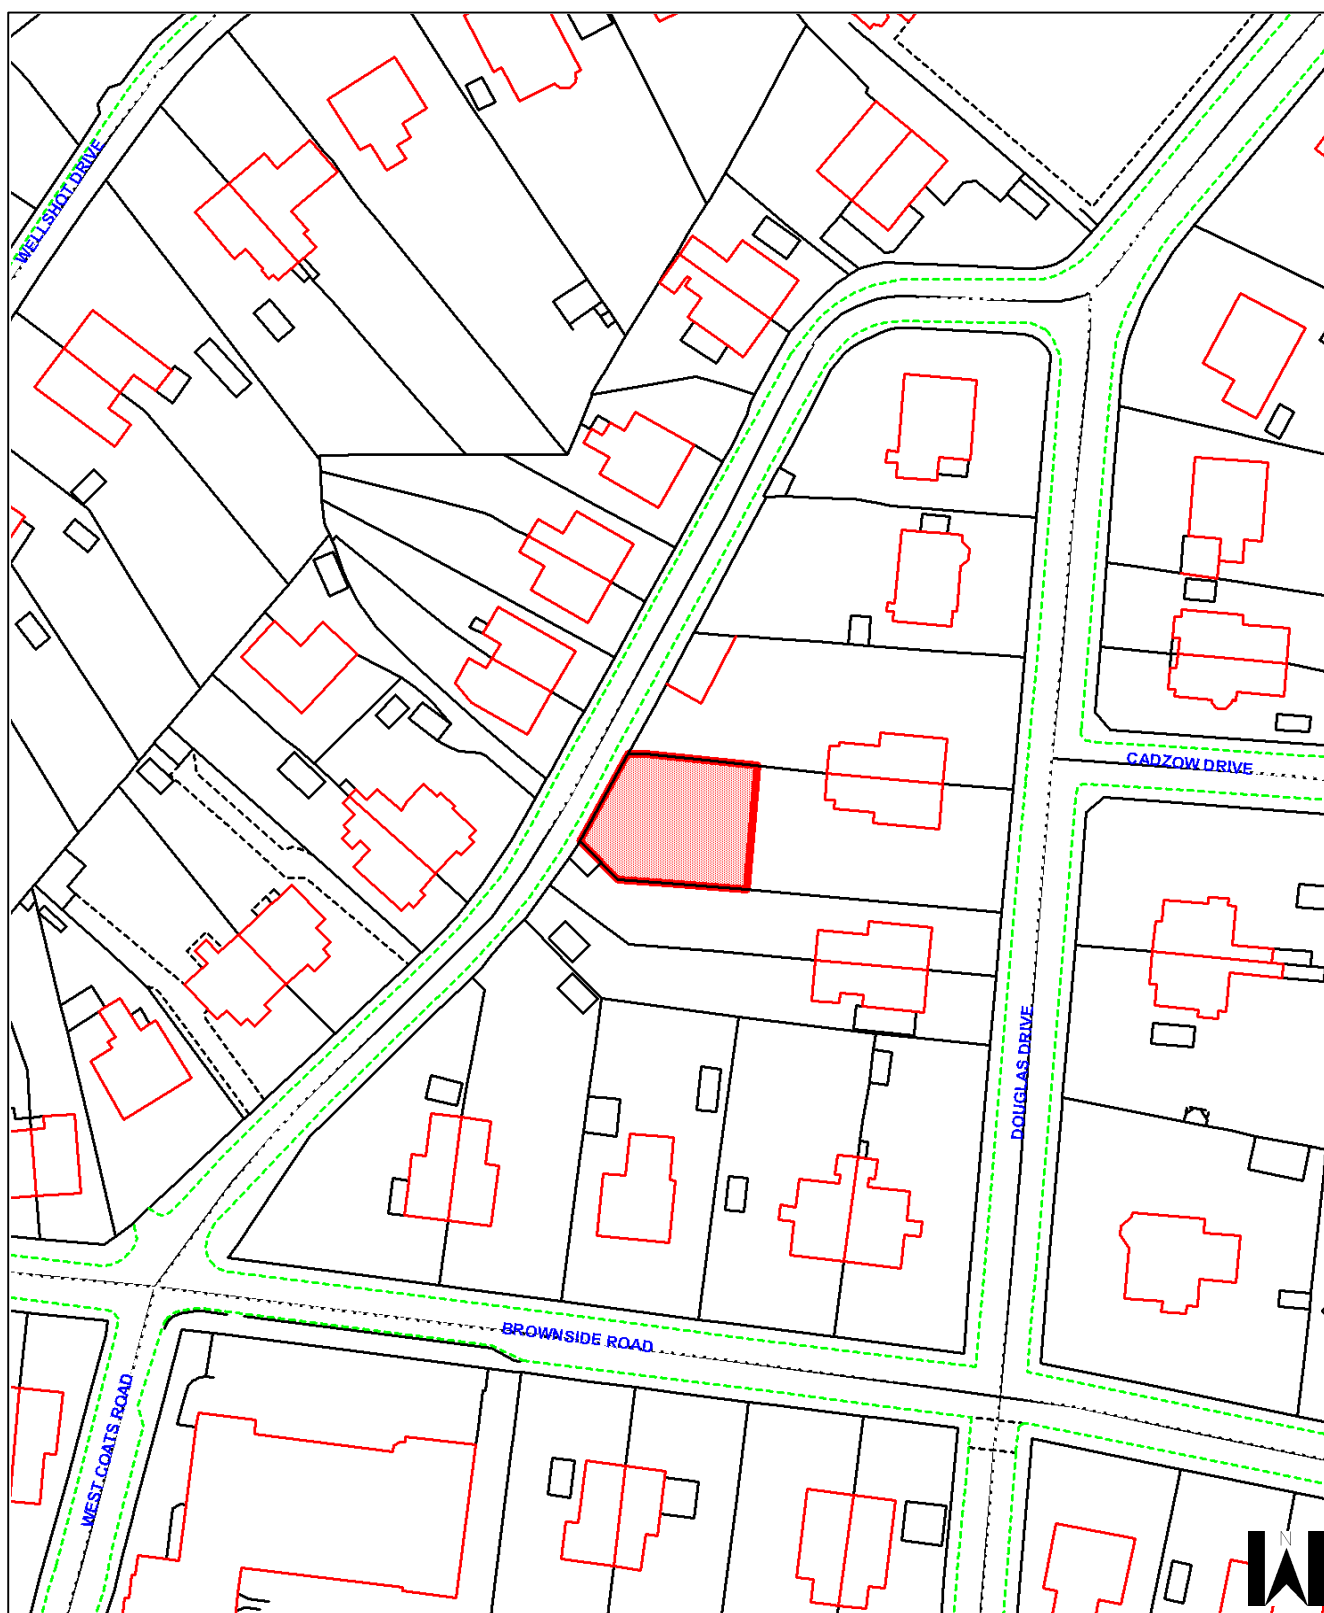 WELLSHOT DRIVE
CADZOW DRIVE
DOUGLAS DRIVE
BROWNSIDE ROAD
WEST COATS ROAD
N